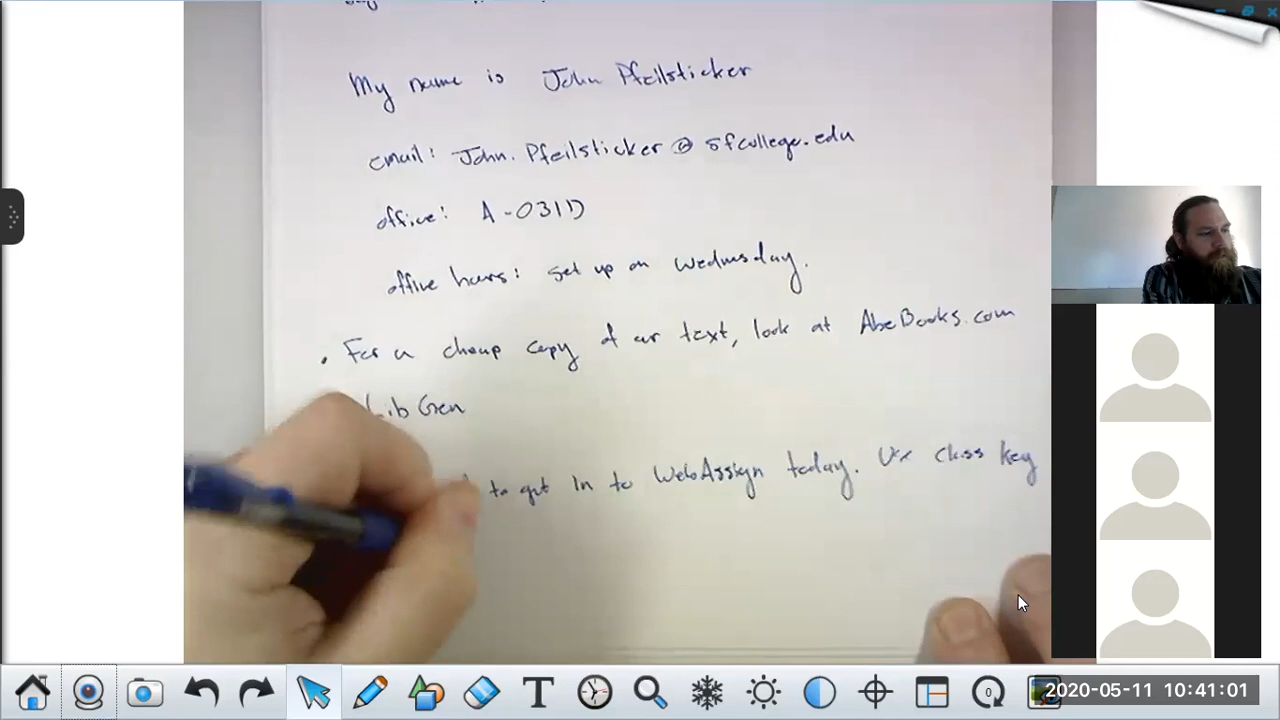 My name is John Pfeilsticker
email: John.Pfeilsticker@sfcollege.edu
office: A-031D
office hours: set up on Wednesday.
• For a cheap copy of our text, look at AbeBooks.com
LibGen
to get in to WebAssign today. Use class key
2020-05-11 10:41:01